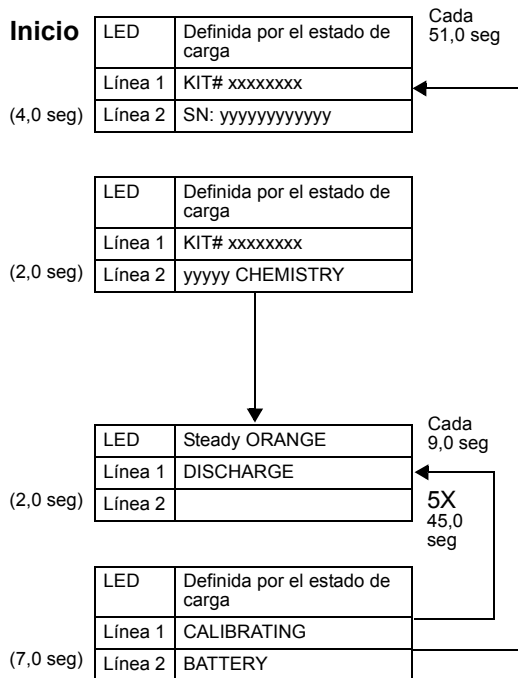 Inicio
LED
Definida por el estado de
carga
Cada
51,0 seg
Línea 1
KIT# xxxxxxxx
(4,0 seg)
Línea 2
SN: yyyyyyyyyyyy
LED
Definida por el estado de
carga
Línea 1
KIT# xxxxxxxx
(2,0 seg)
Línea 2
yyyyy CHEMISTRY
LED
Steady ORANGE
Cada
9,0 seg
Línea 1
DISCHARGE
(2,0 seg)
Línea 2
5X
45,0
seg
LED
Definida por el estado de
carga
Línea 1
CALIBRATING
(7,0 seg)
Línea 2
BATTERY